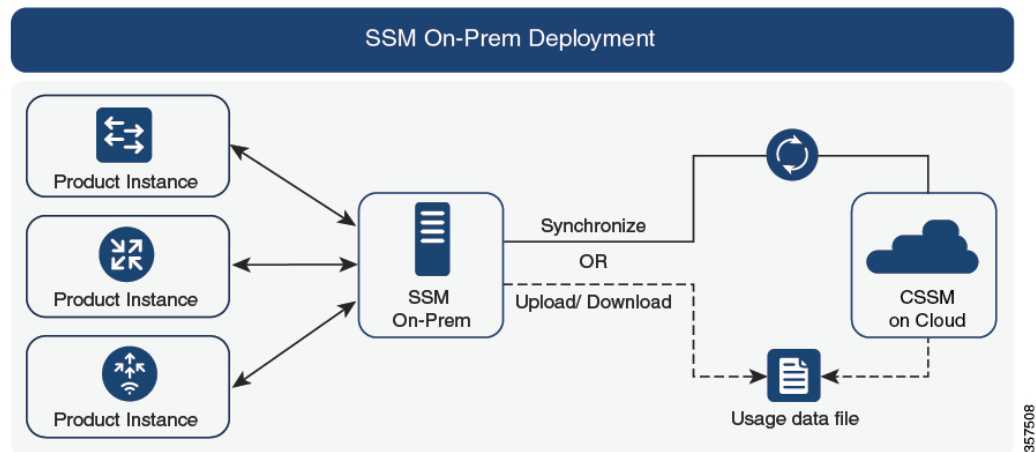 SSM On-Prem Deployment
Product Instance
Product Instance
Product Instance
SSM
On-Prem
Synchronize
OR
Upload/ Download
CSSM
on Cloud
Usage data file
357508